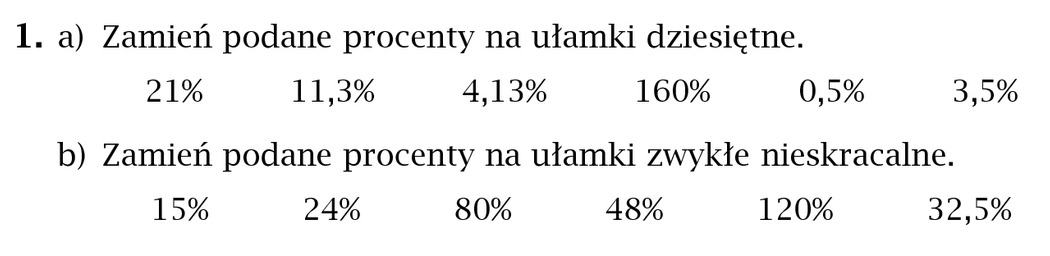 1. a) Zamień podane procenty na ułamki dziesiętne.
21% 11,3% 4,13% 160% 0,5% 3,5%
b) Zamień podane procenty na ułamki zwykłe nieskracalne.
15% 24% 80% 48% 120% 32,5%